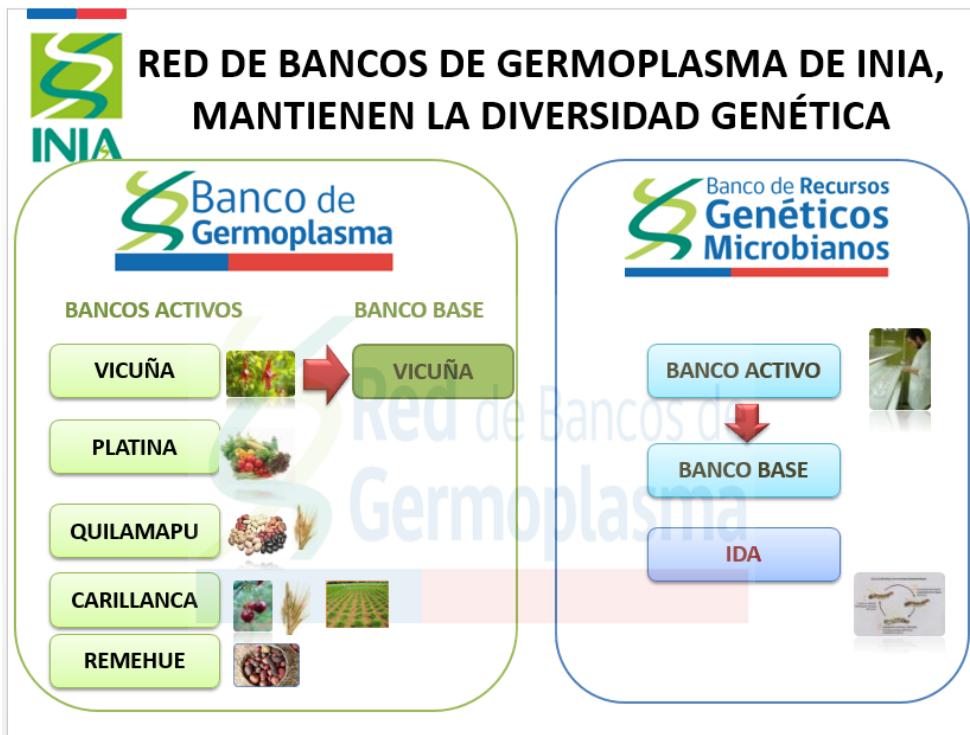 RED DE BANCOS DE GERMOPLASMA DE INIA,
MANTIENEN LA DIVERSIDAD GENÉTICA
INIA
Banco de
Germoplasma
BANCOS ACTIVOS
BANCO BASE
VICUÑA
VICUÑA
PLATINA
QUILAMAPU
CARILLANCA
REMEHUE
Banco de Recursos
Genéticos
Microbianos
BANCO ACTIVO
BANCO BASE
IDA
Red de Bancos de
Germoplasma